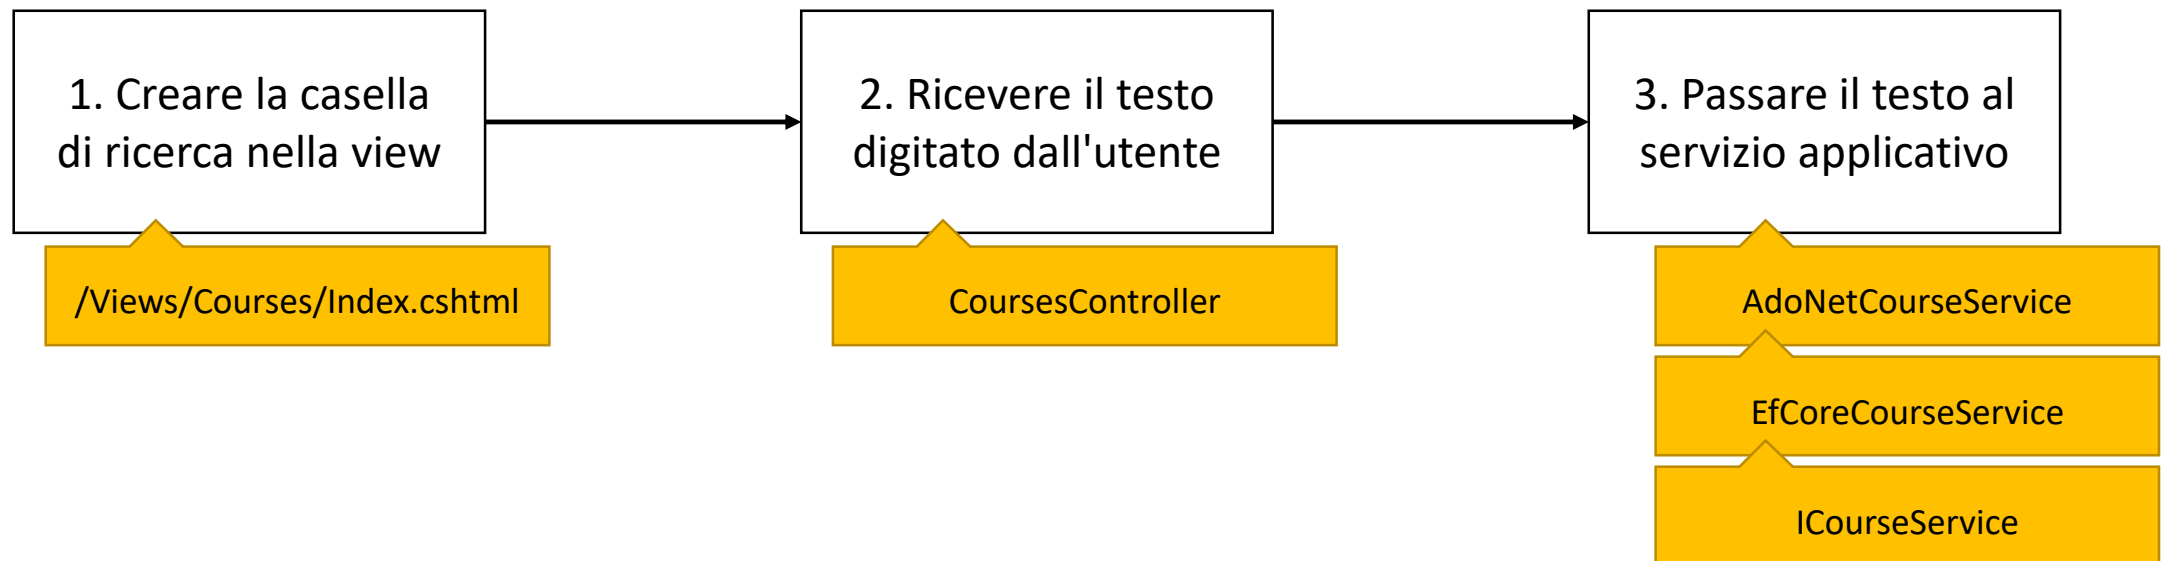 1. Creare la casella
di ricerca nella view
/Views/Courses/Index.cshtml
2. Ricevere il testo
digitato dall'utente
CoursesController
3. Passare il testo al
servizio applicativo
AdoNetCourseService
EfCoreCourseService
ICourseService